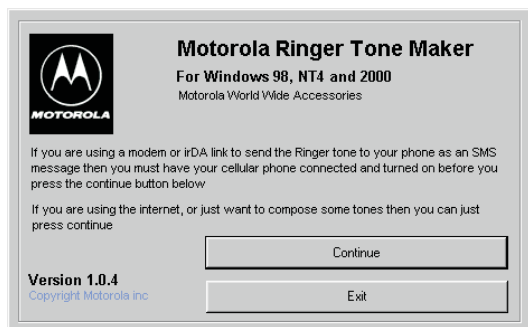 MOTOROLA
Motorola Ringer Tone Maker
For Windows 98, NT4 and 2000
Motorola World Wide Accessories
If you are using a modem or irDA link to send the Ringer tone to your phone as an SMS
message then you must have your cellular phone connected and turned on before you
press the continue button below
If you are using the internet, or just want to compose some tones then you can just
press continue
Continue
Version 1.0.4
Copyright Motorola inc
Exit